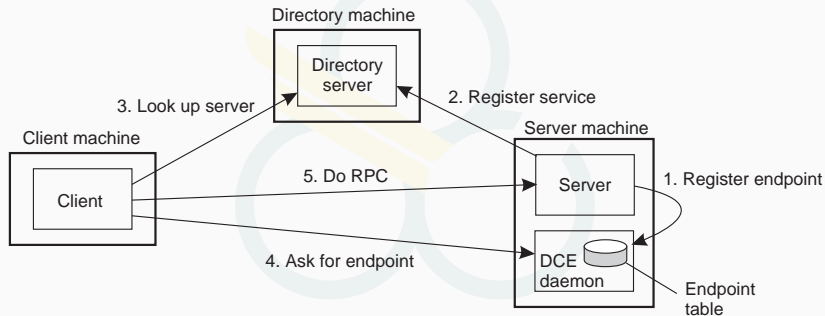 Directory machine
Directory
server
3. Look up server
2. Register service
Client machine
Server machine
Client
5. Do RPC
Server
1. Register endpoint
4. Ask for endpoint
DCE
daemon
Endpoint
table